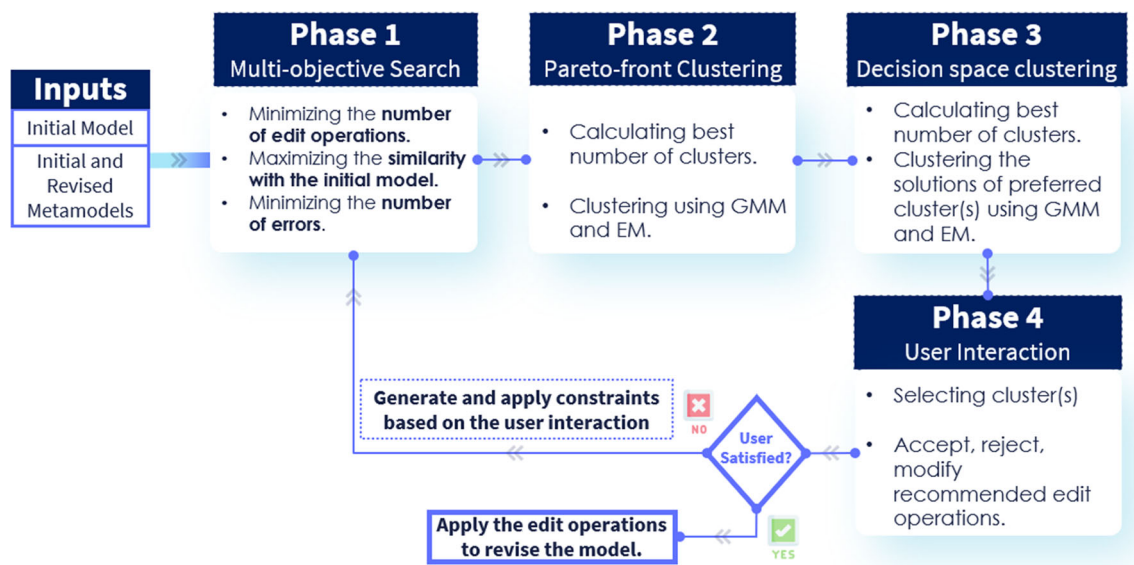 Inputs
Initial Model
Initial and
Revised
Metamodels
Phase 1
Multi-objective Search
• Minimizing the number
of edit operations.
• Maximizing the similarity
with the initial model.
• Minimizing the number
of errors.
Phase 2
Pareto-front Clustering
• Calculating best
number of clusters.
• Clustering using GMM
and EM.
Phase 3
Decision space clustering
• Calculating best
number of clusters.
• Clustering the
solutions of preferred
cluster(s) using GMM
and EM.
Phase 4
User Interaction
• Selecting cluster(s)
• Accept, reject,
modify
recommended edit
operations.
User
Satisfied?
NO
Generate and apply constraints
based on the user interaction
YES
Apply the edit operations
to revise the model.